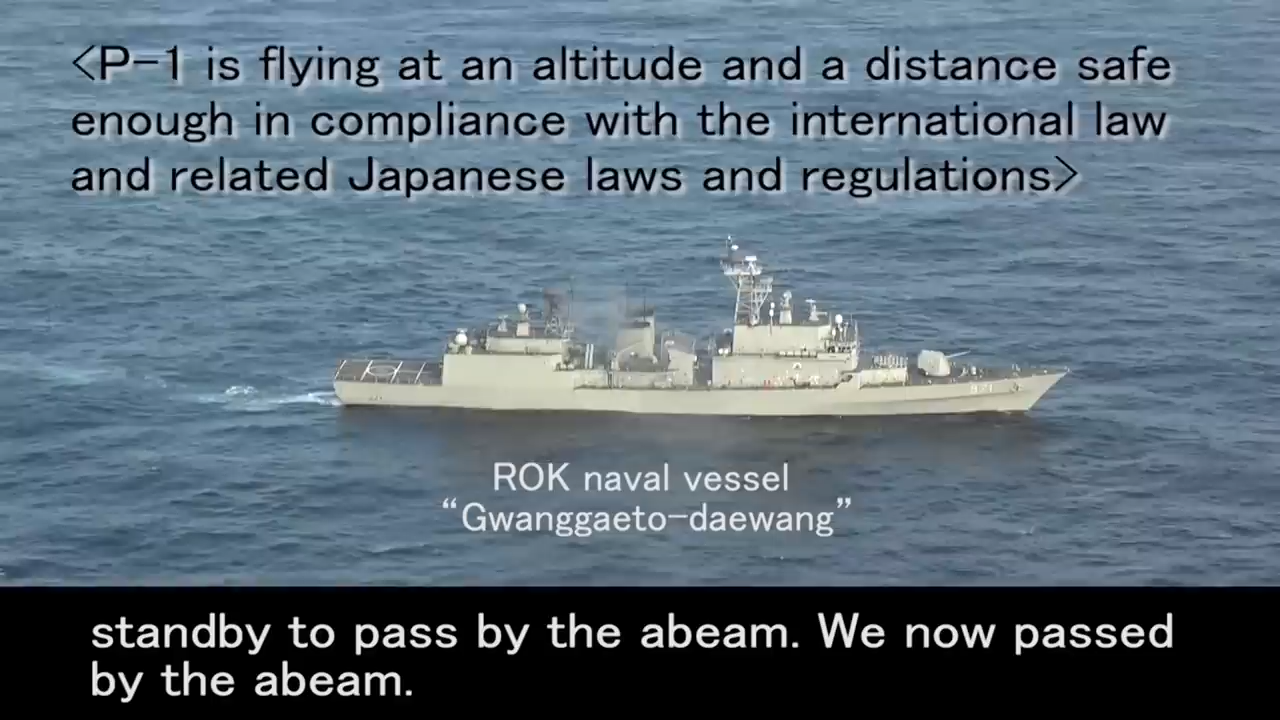 <P-1 is flying at an altitude and a distance safe
enough in compliance with the international law
and related Japanese laws and regulations>
971
ROK naval vessel
“Gwanggaeto-daewang”
standby to pass by the abeam. We now passed
by the abeam.